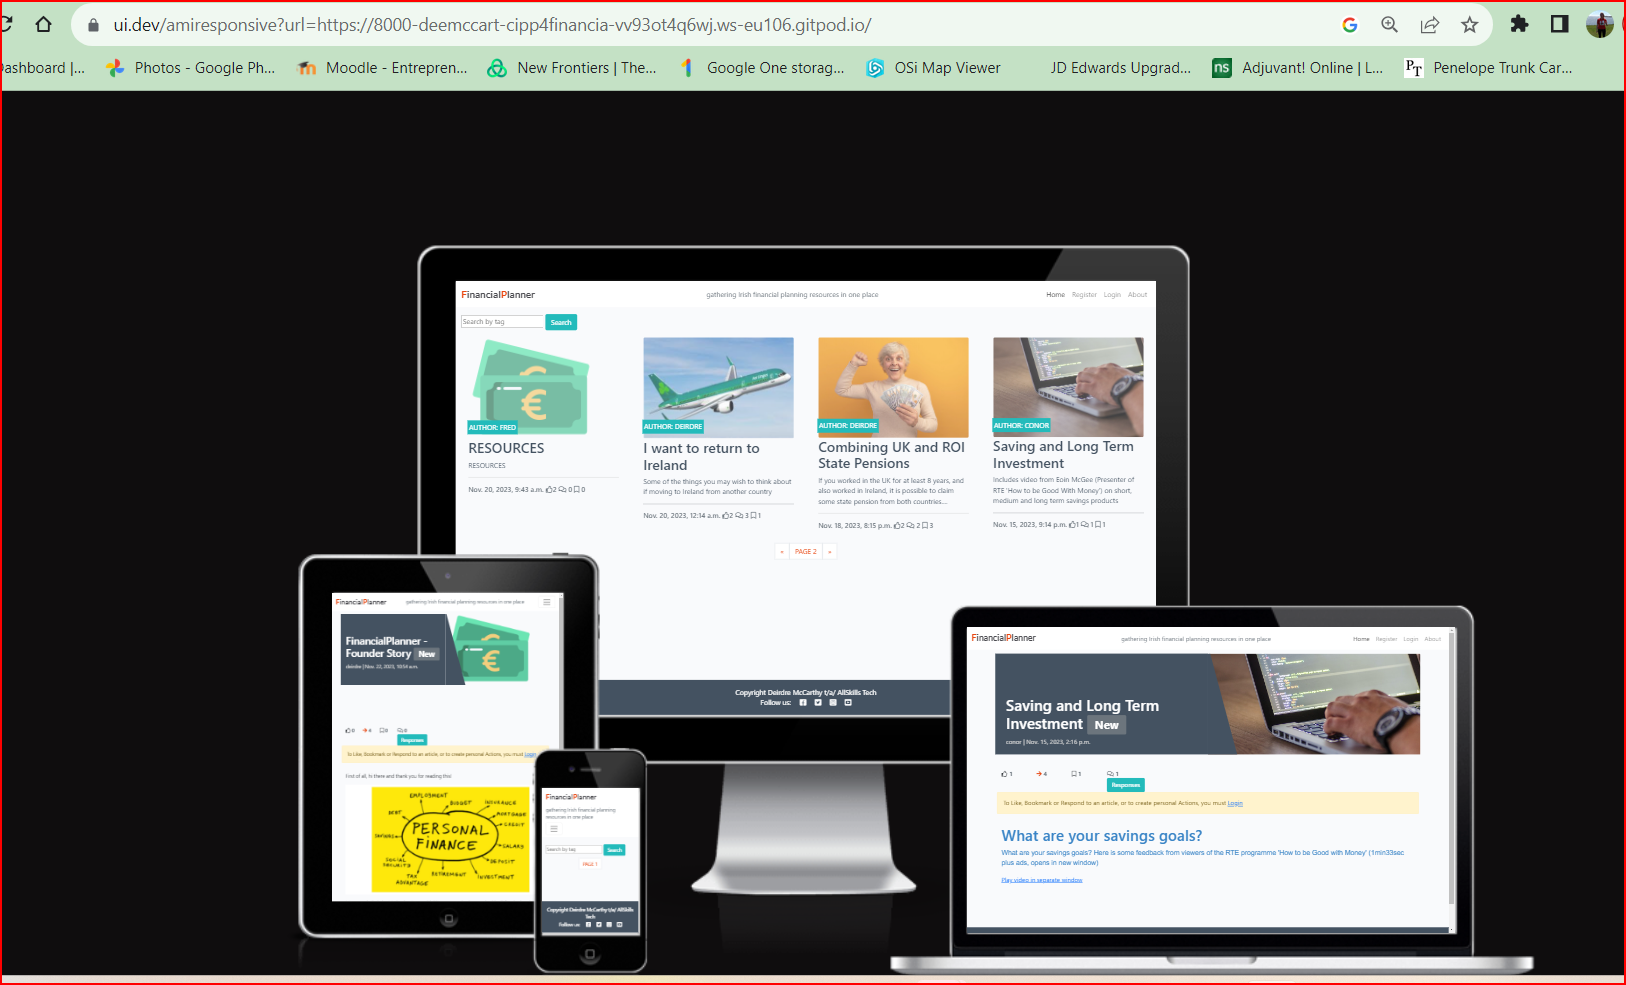 ui.dev/amiresponsive?url=https://8000-deemccart-cipp4financia-vv93ot4q6wj.ws-eu106.gitpod.io/
ashboard |...
Photos - Google Ph...
Moodle - Entrepren...
New Frontiers | The...
Google One storag...
OSi Map Viewer
JD Edwards Upgrad...
ns
Adjuvant! Online | L...
PT
Penelope Trunk Car...
FinancialPlanner
gathering Irish financial planning resources in one place
Home Register Login About
Search by tag
Search
AUTHOR: FRED
RESOURCES
RESOURCES
Nov. 20, 2023, 9:43 a.m. 2 0 0
AUTHOR: DEIRDRE
I want to return to
Ireland
Some of the things you may wish to think about
if moving to Ireland from another country
Nov. 20, 2023, 12:14 a.m. 2 3 1
AUTHOR: DEIRDRE
Combining UK and ROI
State Pensions
If you worked in the UK for at least 8 years, and
also worked in Ireland, it is possible to claim
some state pension from both countries....
Nov. 18, 2023, 8:15 p.m. 2 2 3
AUTHOR: CONOR
Saving and Long Term
Investment
Includes video from Eoin McGee (Presenter of
RTE 'How to be Good With Money') on short,
medium and long term savings products
Nov. 15, 2023, 9:14 p.m. 1 1 1
« PAGE 2 »
Copyright Deirdre McCarthy t/a/ AllSkills Tech
Follow us:
FinancialPlanner
gathering Irish financial planning resources in one place
FinancialPlanner -
Founder Story New
deirdre | Nov. 22, 2023, 10:54 a.m.
0 4 0 0
Responses
To Like, Bookmark or Respond to an article, or to create personal Actions, you must Login
First of all, hi there and thank you for reading this!
EMPLOYMENT
BUDGET
INSURANCE
DEBT
MORTGAGE
CREDIT
SAVINGS
PERSONAL
FINANCE
SALARY
SOCIAL
SECURITY
DEPOSIT
TAX
ADVANTAGE
RETIREMENT
INVESTMENT
FinancialPlanner
gathering Irish financial planning
resources in one place
Search by tag
Search
PAGE 1
Copyright Deirdre McCarthy t/a/ AllSkills
Tech
Follow us:
FinancialPlanner
gathering Irish financial planning resources in one place
Home Register Login About
Saving and Long Term
Investment New
conor | Nov. 15, 2023, 2:16 p.m.
1 4 1 1
Responses
To Like, Bookmark or Respond to an article, or to create personal Actions, you must Login
What are your savings goals?
What are your savings goals? Here is some feedback from viewers of the RTE programme 'How to be Good with Money' (1min33sec
plus ads, opens in new window)
Play video in separate window